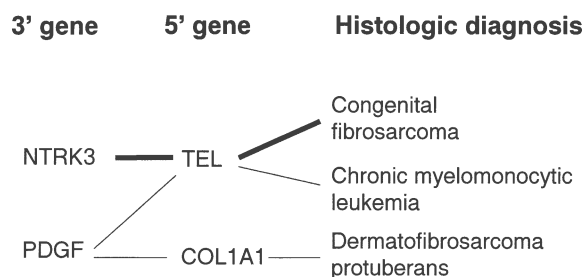 3’ gene 5’ gene Histologic diagnosis
Congenital
fibrosarcoma
NTRK3 TEL
Chronic myelomonocytic
leukemia
PDGF COL1A1 Dermatofibrosarcoma
protuberans